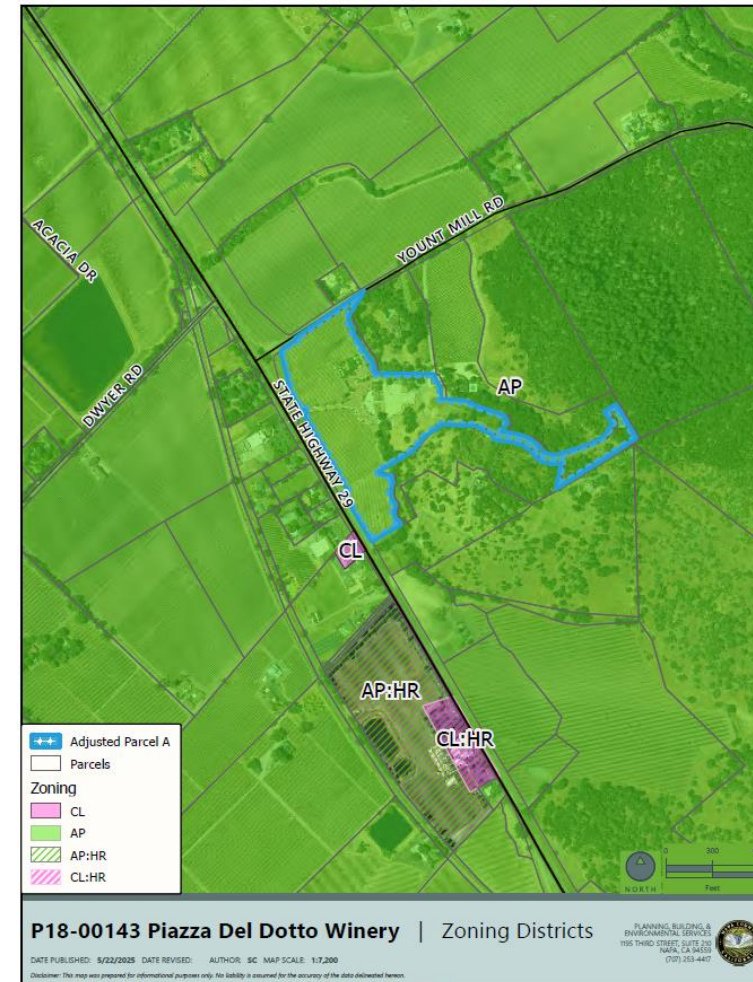 ACACIA DR
YOUNT MILL RD
DWYER RD
STATE HIGHWAY 29
AP
CL
AP:HR
CL:HR
Adjusted Parcel A
Parcels
Zoning
CL
AP
AP:HR
CL:HR
NORTH
0 300
Feet
P18-00143 Piazza Del Dotto Winery | Zoning Districts
DATE PUBLISHED: 5/22/2025 DATE REVISED: AUTHOR: SC MAP SCALE: 1:7,200
Disclaimer: This map was prepared for informational purposes only. No liability is assumed for the accuracy of the data delineated hereon.
PLANNING, BUILDING, &
ENVIRONMENTAL SERVICES
1195 THIRD STREET, SUITE 210
NAPA, CA 94559
(707) 253-4417